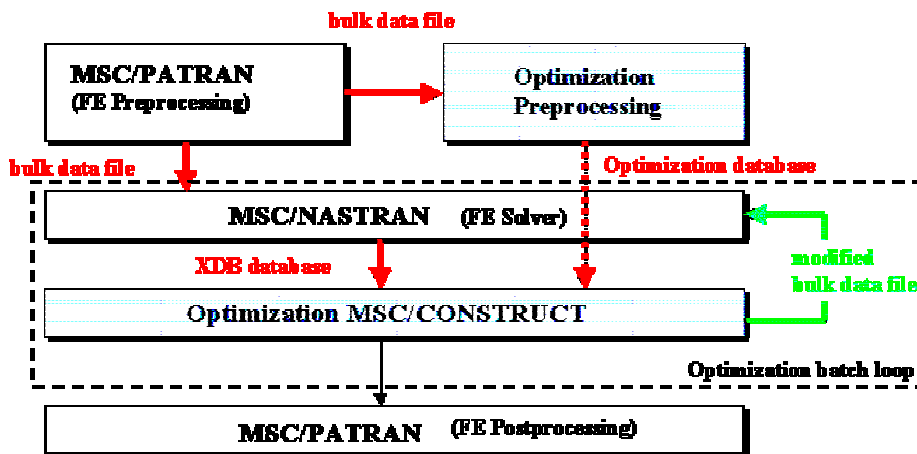 bulk data file
MSC/PATRAN
(FE Preprocessing)
Optimization
Preprocessing
bulk data file
Optimization database
MSC/NASTRAN (FE Solver)
XDB database
modified
bulk data file
Optimization MSC/CONSTRUCT
Optimization batch loop
MSC/PATRAN (FE Postprocessing)